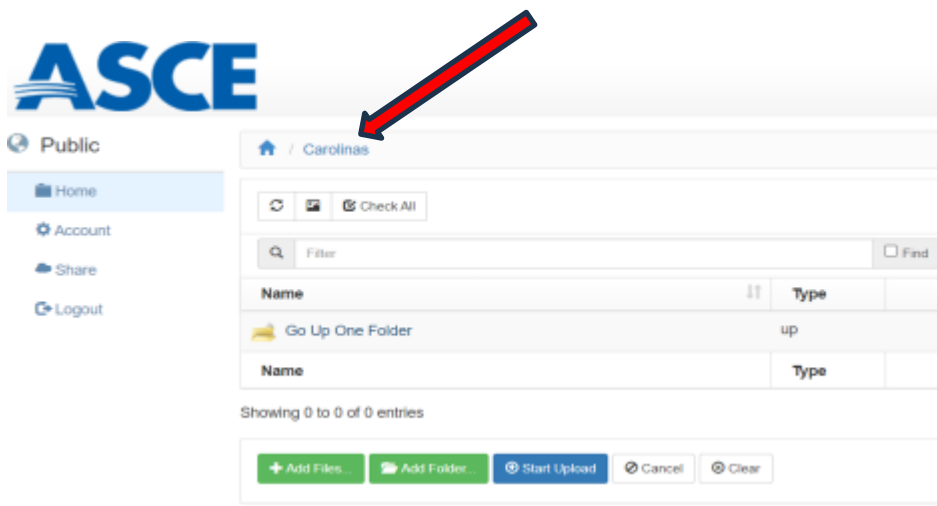 ASCE
Public
Home
Account
Share
Logout
/ Carolinas
Check All
Filter
Find
Name Type
Go Up One Folder up
Name Type
Showing 0 to 0 of 0 entries
Add Files... Add Folder... Start Upload Cancel Clear